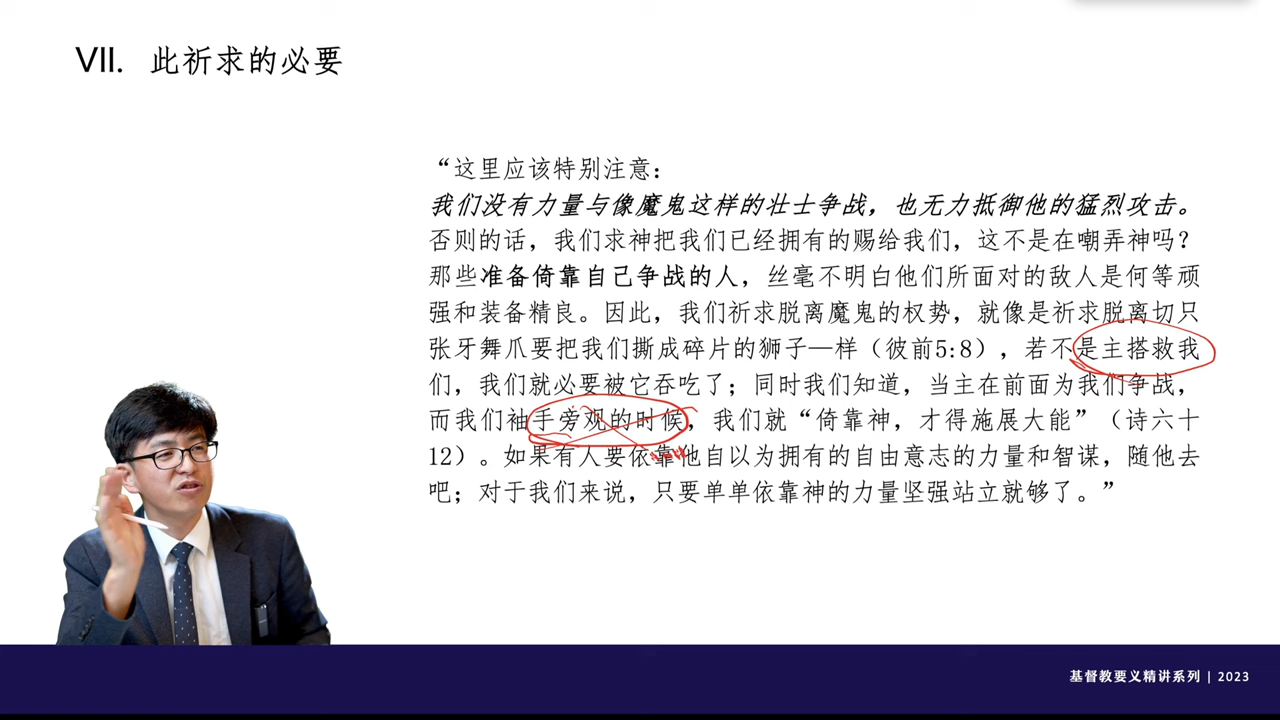 VII. 此祈求的必要
“这里应该特别注意：
我们没有力量与像魔鬼这样的壮士争战，也无力抵御他的猛烈攻击。
否则的话，我们求神把我们已经拥有的赐给我们，这不是在嘲弄神吗？
那些准备倚靠自己争战的人，丝毫不明白他们所面对的敌人是何等顽
强和装备精良。因此，我们祈求脱离魔鬼的权势，就像是祈求脱离切只
张牙舞爪要把我们撕成碎片的狮子—样（彼前5:8），若不是主搭救我
们，我们就必要被它吞吃了；同时我们知道，当主在前面为我们争战，
而我们袖手旁观的时候，我们就“倚靠神，才得施展大能”（诗六十
12）。如果有人要依靠他自以为拥有的自由意志的力量和智谋，随他去
吧；对于我们来说，只要单单依靠神的力量坚强站立就够了。”
基督教要义精讲系列 | 2023